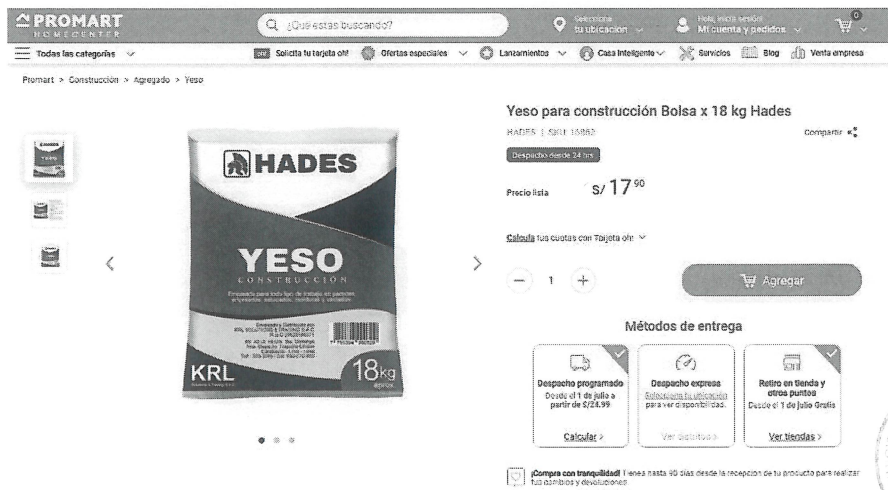 PROMART
HOMECENTER
¿Qué estas buscando?
Selecciona
tu ubicación
Hola, inicia sesión
Mi cuenta y pedidos
0
Todas las categorías
oh! Solicita tu tarjeta oh!
Ofertas especiales
Lanzamientos
Casa Inteligente
Servicios
Blog
Venta empresa
Promart > Construcción > Agregado > Yeso
HADES
YESO
CONSTRUCCIÓN
KRL
18kg
aprox.
Yeso para construcción Bolsa x 18 kg Hades
HADES | SKU 
Compartir
Despacho desde 24 hrs
Precio lista
S/ 17.90
Calcula tus cuotas con Tarjeta oh!
1
Agregar
Métodos de entrega
Despacho programado
Desde el 1 de julio a
partir de S/24.99
Calcular >
Despacho express
Selecciona tu ubicación
para ver disponibilidad.
Ver distritos >
Retiro en tienda y
otros puntos
Desde el 1 de julio Gratis
Ver tiendas >
¡Compra con tranquilidad! Tienes hasta 90 días desde la recepción de tu producto para realizar
tus cambios y devoluciones